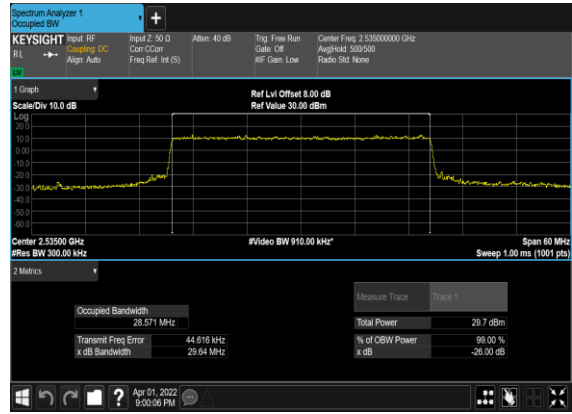 Spectrum Analyzer 1
Occupied BW
+
KEYSIGHT Input: RF Input Z: 50 Ω Atten: 40 dB Trig: Free Run Center Freq: 2.535000000 GHz
RL Coupling: DC Corr CCorr Gate: Off Avg|Hold: 500/500
Align: Auto Freq Ref: Int (S) #IF Gain: Low Radio Std: None
LW
1 Graph
Ref Lvl Offset 8.00 dB
Scale/Div 10.0 dB Ref Value 30.00 dBm
Log
20.0
10.0
0.00
-10.0
-20.0
-30.0
-40.0
-50.0
-60.0
Center 2.53500 GHz #Video BW 910.00 kHz* Span 60 MHz
#Res BW 300.00 kHz Sweep 1.00 ms (1001 pts)
2 Metrics
Measure Trace Trace 1
Occupied Bandwidth
28.571 MHz Total Power 29.7 dBm
Transmit Freq Error 44.616 kHz % of OBW Power 99.00 %
x dB Bandwidth 29.64 MHz x dB -26.00 dB
? Apr 01, 2022
9:00:06 PM